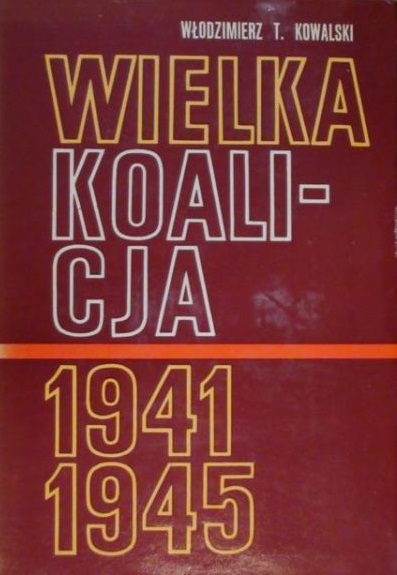 WŁODZIMIERZ T. KOWALSKI
WIELKA
KOALI-
CJA
1941
1945